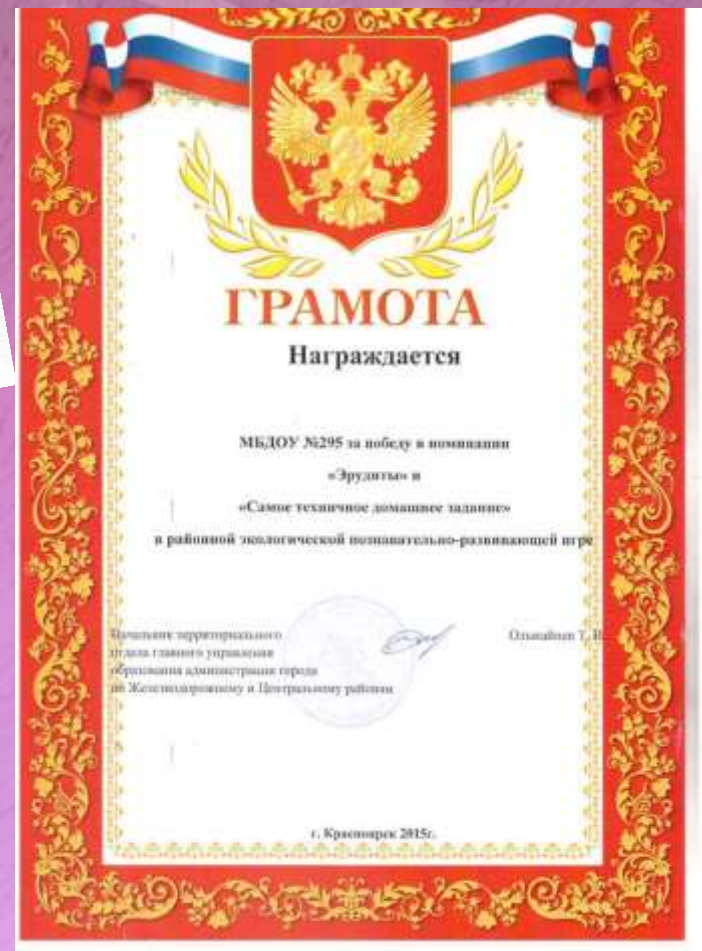 ГРАМОТА
Награждается
МБДОУ №295 за победу в номинации
«Эрудиты» и
«Самое техничное домашнее задание»
в районной экологической познавательно-развивающей игре
Начальник территориального
отдела главного управления
образования администрации города
по Железнодорожному и Центральному районам
г. Красноярск 2015г.